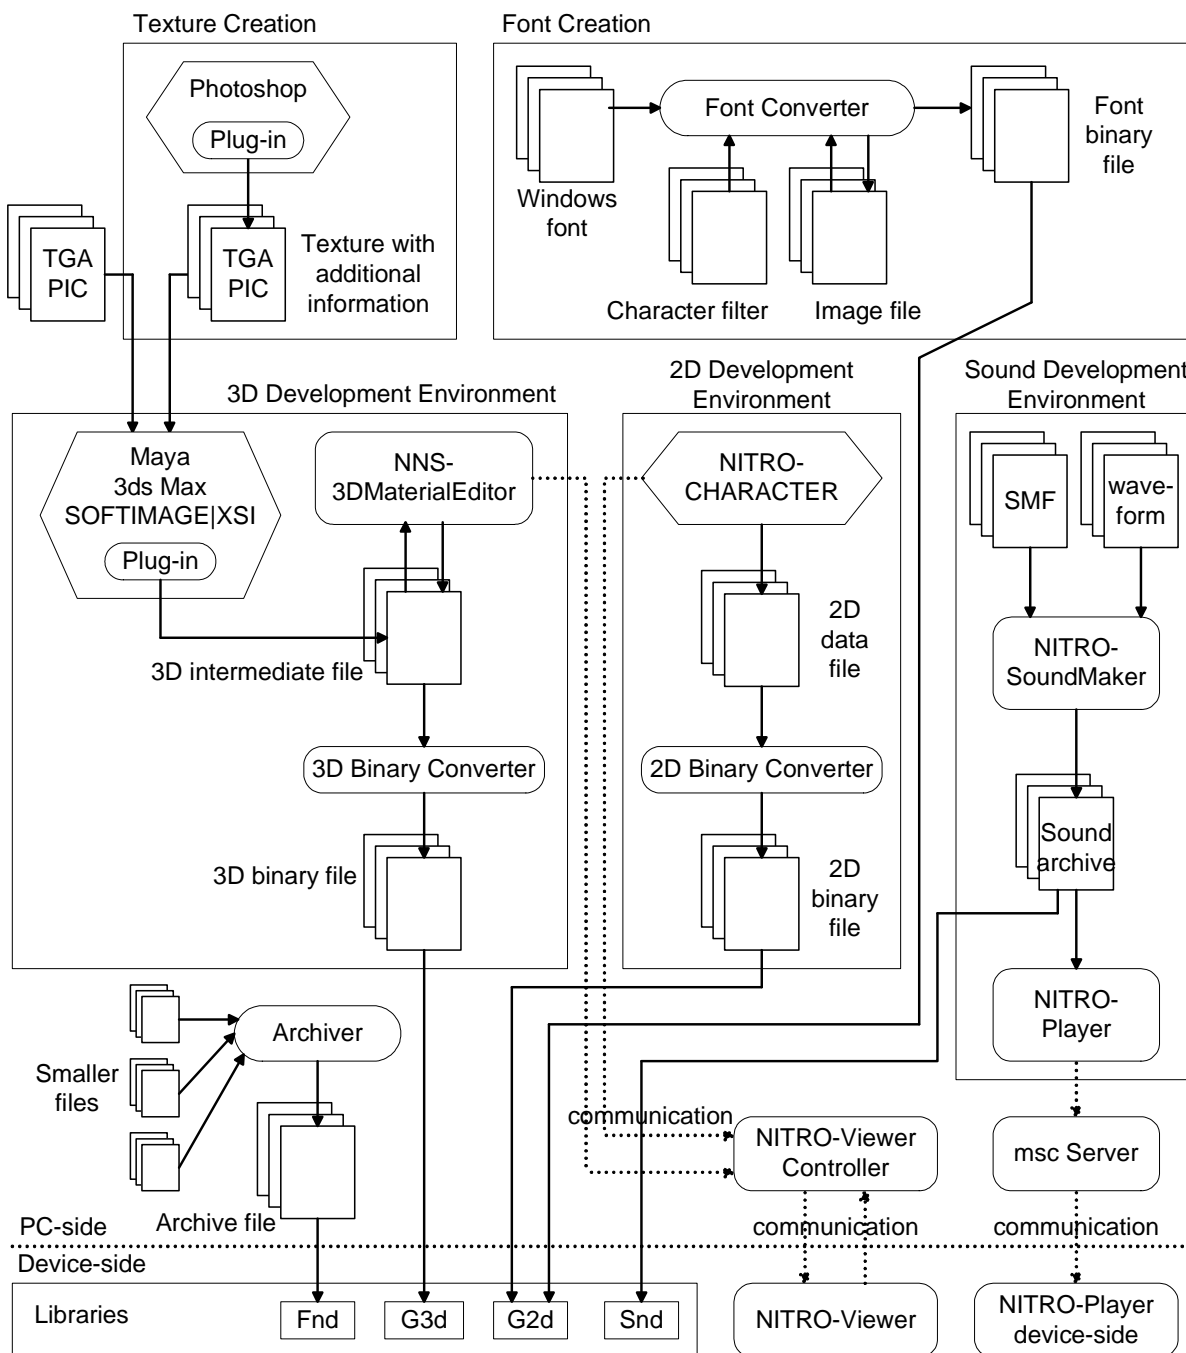 Texture Creation
Photoshop
Plug-in
TGA
PIC
TGA
PIC
Texture with
additional
information
Font Creation
Font Converter
Windows
font
Character filter
Image file
Font
binary
file
3D Development Environment
Maya
3ds Max
SOFTIMAGE|XSI
Plug-in
NNS-
3DMaterialEditor
3D intermediate file
3D Binary Converter
3D binary file
2D Development
Environment
NITRO-
CHARACTER
2D
data
file
2D Binary Converter
2D
binary
file
Sound Development
Environment
SMF
wave-
form
NITRO-
SoundMaker
Sound
archive
NITRO-
Player
Smaller
files
Archiver
Archive file
communication
NITRO-Viewer
Controller
msc Server
communication
communication
PC-side
Device-side
Libraries
Fnd
G3d
G2d
Snd
NITRO-Viewer
NITRO-Player
device-side